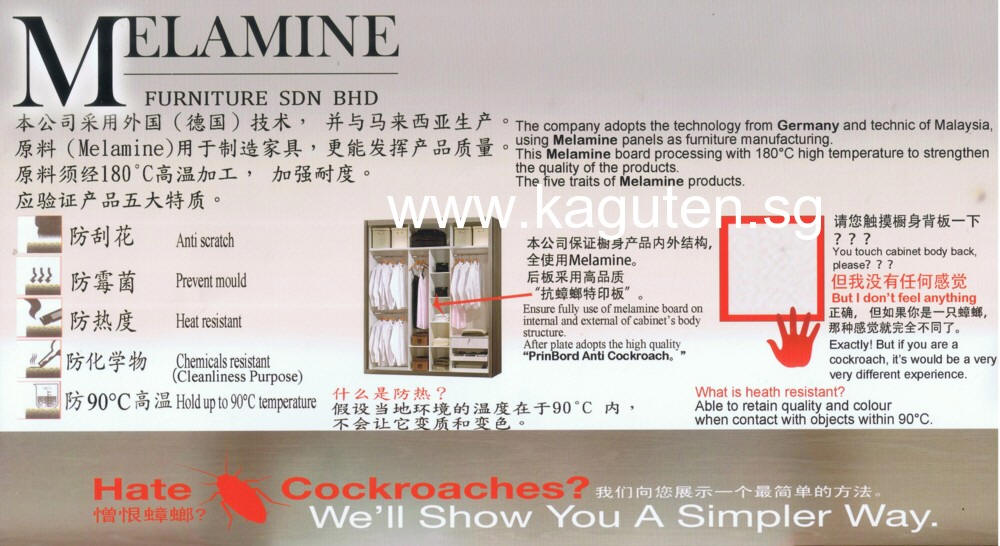 MELAMINE
FURNITURE SDN BHD
本公司采用外国（德国）技术， 并与马来西亚生产。
原料 (Melamine)用于制造家具，更能发挥产品质量。
原料须经180°C高温加工， 加强耐度。
应验证产品五大特质。
The company adopts the technology from Germany and technic of Malaysia,
using Melamine panels as furniture manufacturing.
This Melamine board processing with 180°C high temperature to strengthen
the quality of the products.
The five traits of Melamine products.
www.kaguten.sg
防刮花 Anti scratch
防霉菌 Prevent mould
防热度 Heat resistant
防化学物 Chemicals resistant
(Cleanliness Purpose)
防90°C高温 Hold up to 90°C temperature
本公司保证橱身产品内外结构,
全使用Melamine。
后板采用高品质
“抗蟑螂特印板”。
Ensure fully use of melamine board on
internal and external of cabinet's body
structure.
After plate adopts the high quality
“PrinBord Anti Cockroach。”
请您触摸橱身背板一下
？？？
You touch cabinet body back,
please? ? ?
但我没有任何感觉
But I don't feel anything
正确， 但如果你是一只蟑螂,
那种感觉就完全不同了。
Exactly! But if you are a
cockroach, it's would be a very
very different experience.
什么是防热？
假设当地环境的温度在于90°C 内，
不会让它变质和变色。
What is heath resistant?
Able to retain quality and colour
when contact with objects within 90°C.
Hate Cockroaches? 我们向您展示一个最简单的方法。
憎恨蟑螂? We'll Show You A Simpler Way.